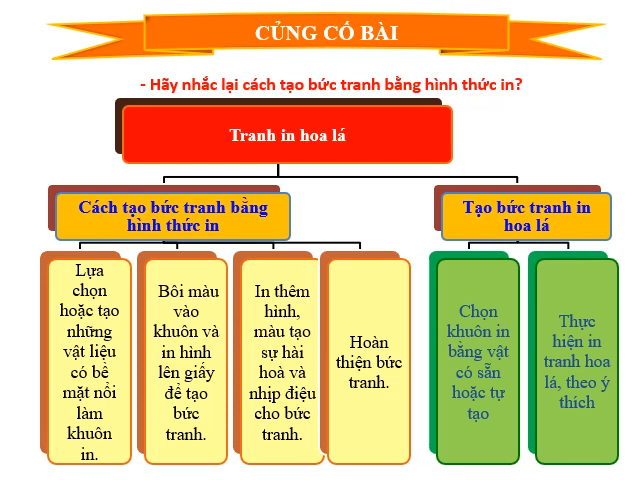 CỦNG CỐ BÀI
- Hãy nhắc lại cách tạo bức tranh bằng hình thức in?
Tranh in hoa lá
Cách tạo bức tranh bằng
hình thức in
Tạo bức tranh in
hoa lá
Lựa
chọn
hoặc tạo
những
vật liệu
có bề
mặt nổi
làm
khuôn
in.
Bôi màu
vào
khuôn và
in hình
lên giấy
để tạo
bức
tranh.
In thêm
hình,
màu tạo
sự hài
hoà và
nhịp điệu
cho bức
tranh.
Hoàn
thiện bức
tranh.
Chọn
khuôn in
bằng vật
có sẵn
hoặc tự
tạo
Thực
hiện in
tranh hoa
lá, theo ý
thích